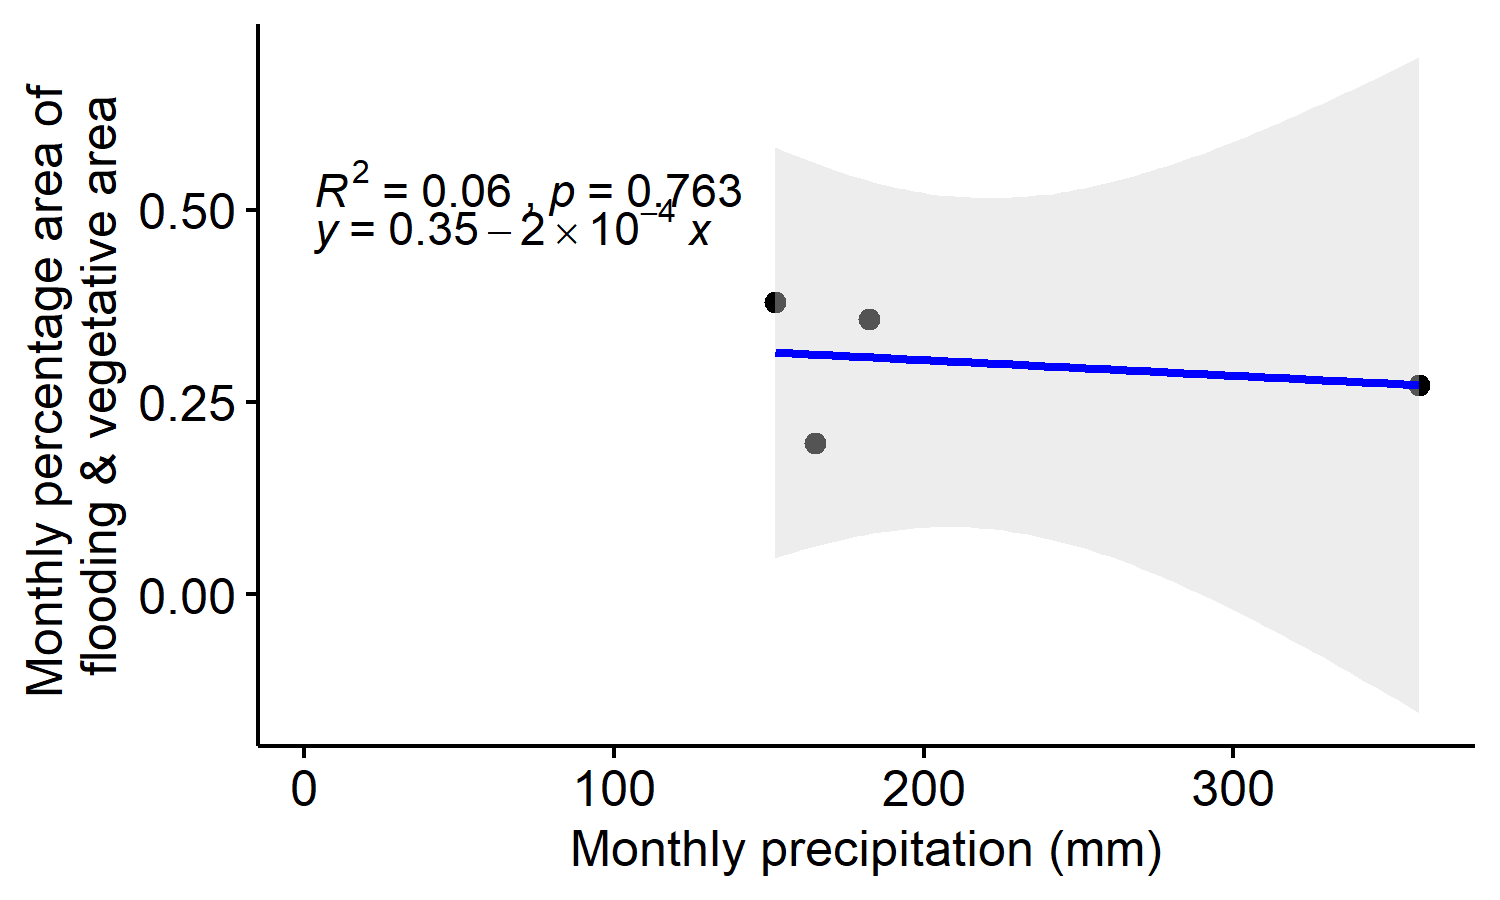 Monthly percentage area of
flooding & vegetative area
R² = 0.06 , p = 0.763
y = 0.35 − 2 × 10⁻⁴ x
0.50
0.25
0.00
0 100 200 300
Monthly precipitation (mm)